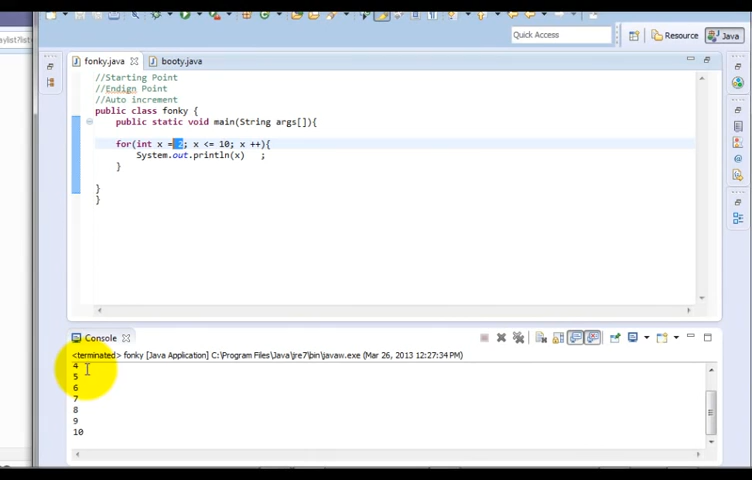 Quick Access
Resource
Java
fonky.java
booty.java
//Starting Point
//Endign Point
//Auto increment
public class fonky {
public static void main(String args[]){
for(int x = 2; x <= 10; x ++){
System.out.println(x) ;
}
}
}
Console
<terminated> fonky [Java Application] C:\Program Files\Java\jre7\bin\javaw.exe (Mar 26, 2013 12:27:34 PM)
4
5
6
7
8
9
10